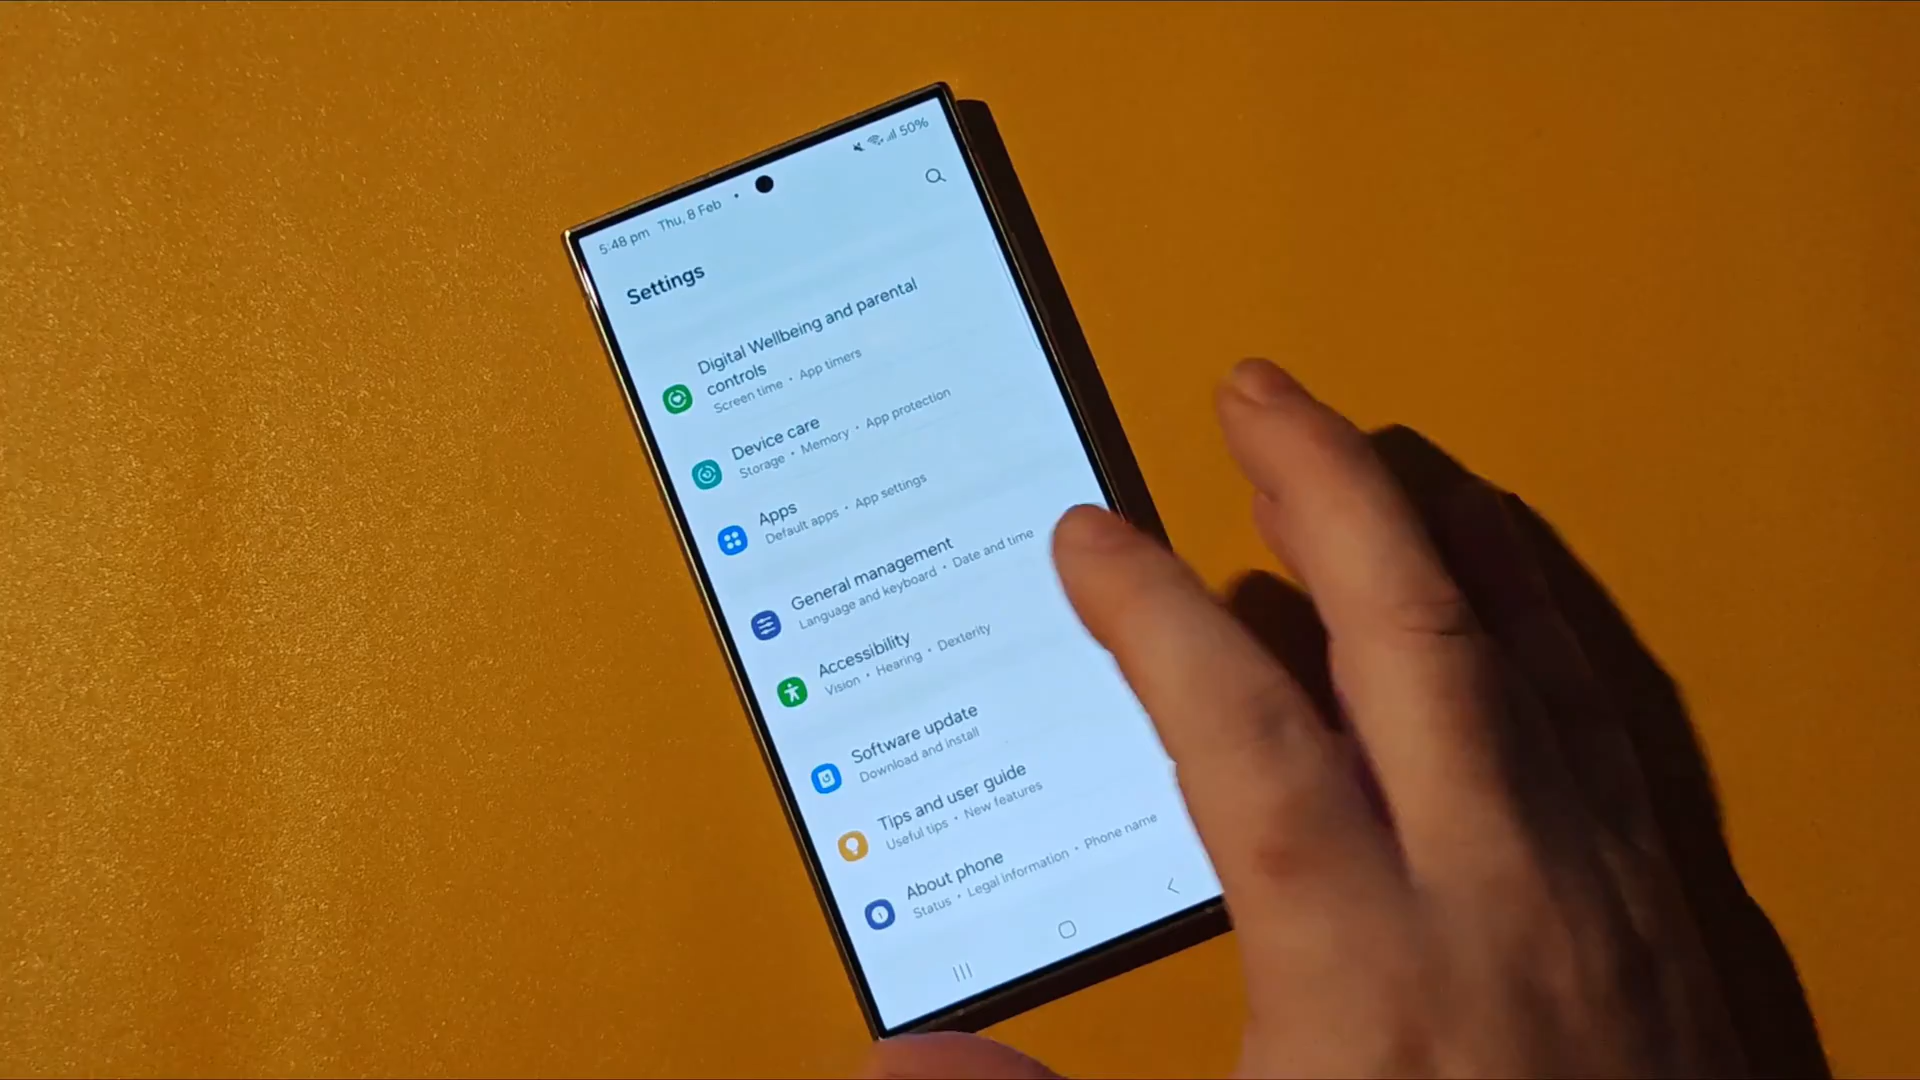 5:48 pm Thu, 8 Feb
50%
Settings
Digital Wellbeing and parental
controls
Screen time • App timers
Device care
Storage • Memory • App protection
Apps
Default apps • App settings
General management
Language and keyboard • Date and time
Accessibility
Vision • Hearing • Dexterity
Software update
Download and install
Tips and user guide
Useful tips • New features
About phone
Status • Legal information • Phone name